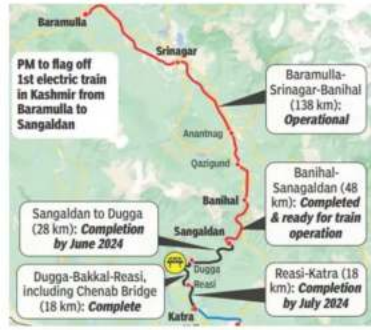 Baramulla
Srinagar
PM to flag off
1st electric train
in Kashmir from
Baramulla to
Sangaldan
Baramulla-
Srinagar-Banihal
(138 km):
Operational
Anantnag
Qazigund
Banihal
Banihal-
Sanagaldan (48
km): Completed
& ready for train
operation
Sangaldan to Dugga
(28 km): Completion
by June 2024
Sangaldan
Dugga
Dugga-Bakkal-Reasi,
including Chenab Bridge
(18 km): Complete
Reasi
Reasi-Katra (18
km): Completion
by July 2024
Katra